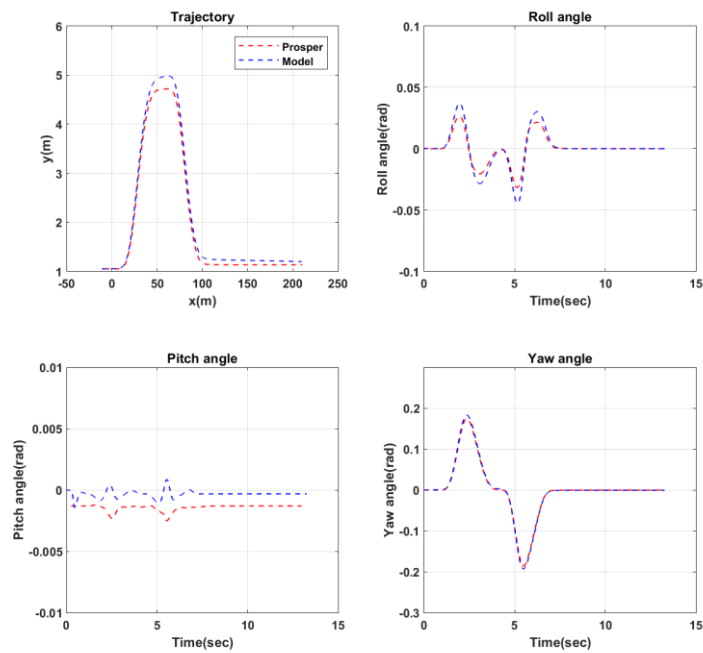 Trajectory
6
5
4
3
2
1
y(m)
-50
0
50
100
150
200
250
x(m)
Prosper
Model
Roll angle
0.1
0.05
0
-0.05
-0.1
Roll angle(rad)
0
5
10
15
Time(sec)
Pitch angle
0.01
0.005
0
-0.005
-0.01
Pitch angle(rad)
0
5
10
15
Time(sec)
Yaw angle
0.2
0.1
0
-0.1
-0.2
-0.3
Yaw angle(rad)
0
5
10
15
Time(sec)